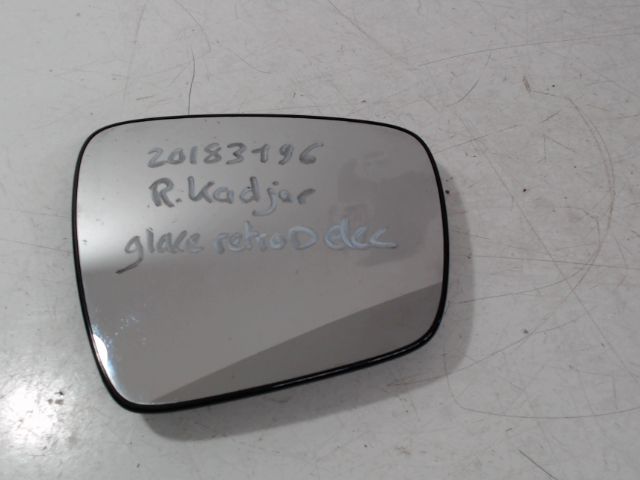 20183196
R.Kadjar
glace retro D elec